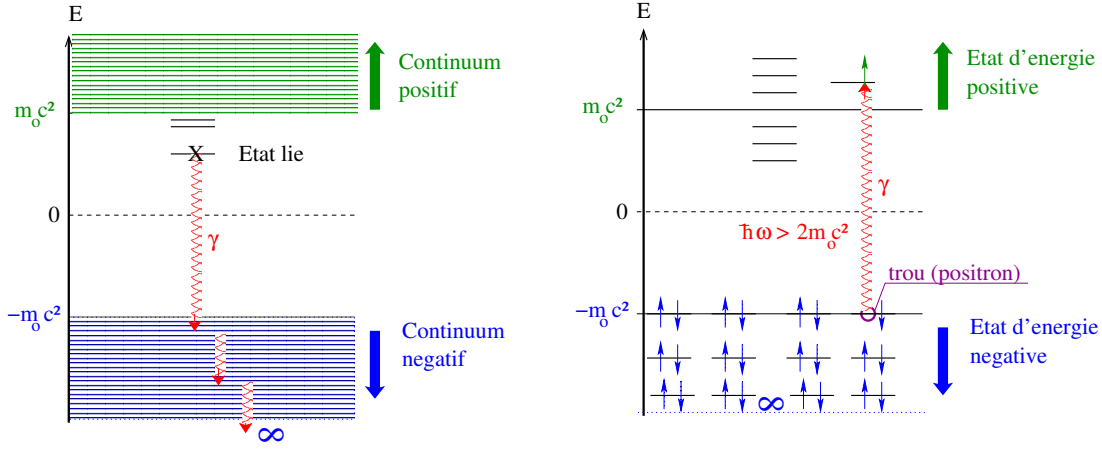 E
Continuum
positif
m₀c²
X Etat lie
0
γ
−m₀c²
Continuum
negatif
∞
E
Etat d'energie
positive
m₀c²
γ
0
ħω > 2m₀c²
trou (positron)
−m₀c²
Etat d'energie
negative
∞